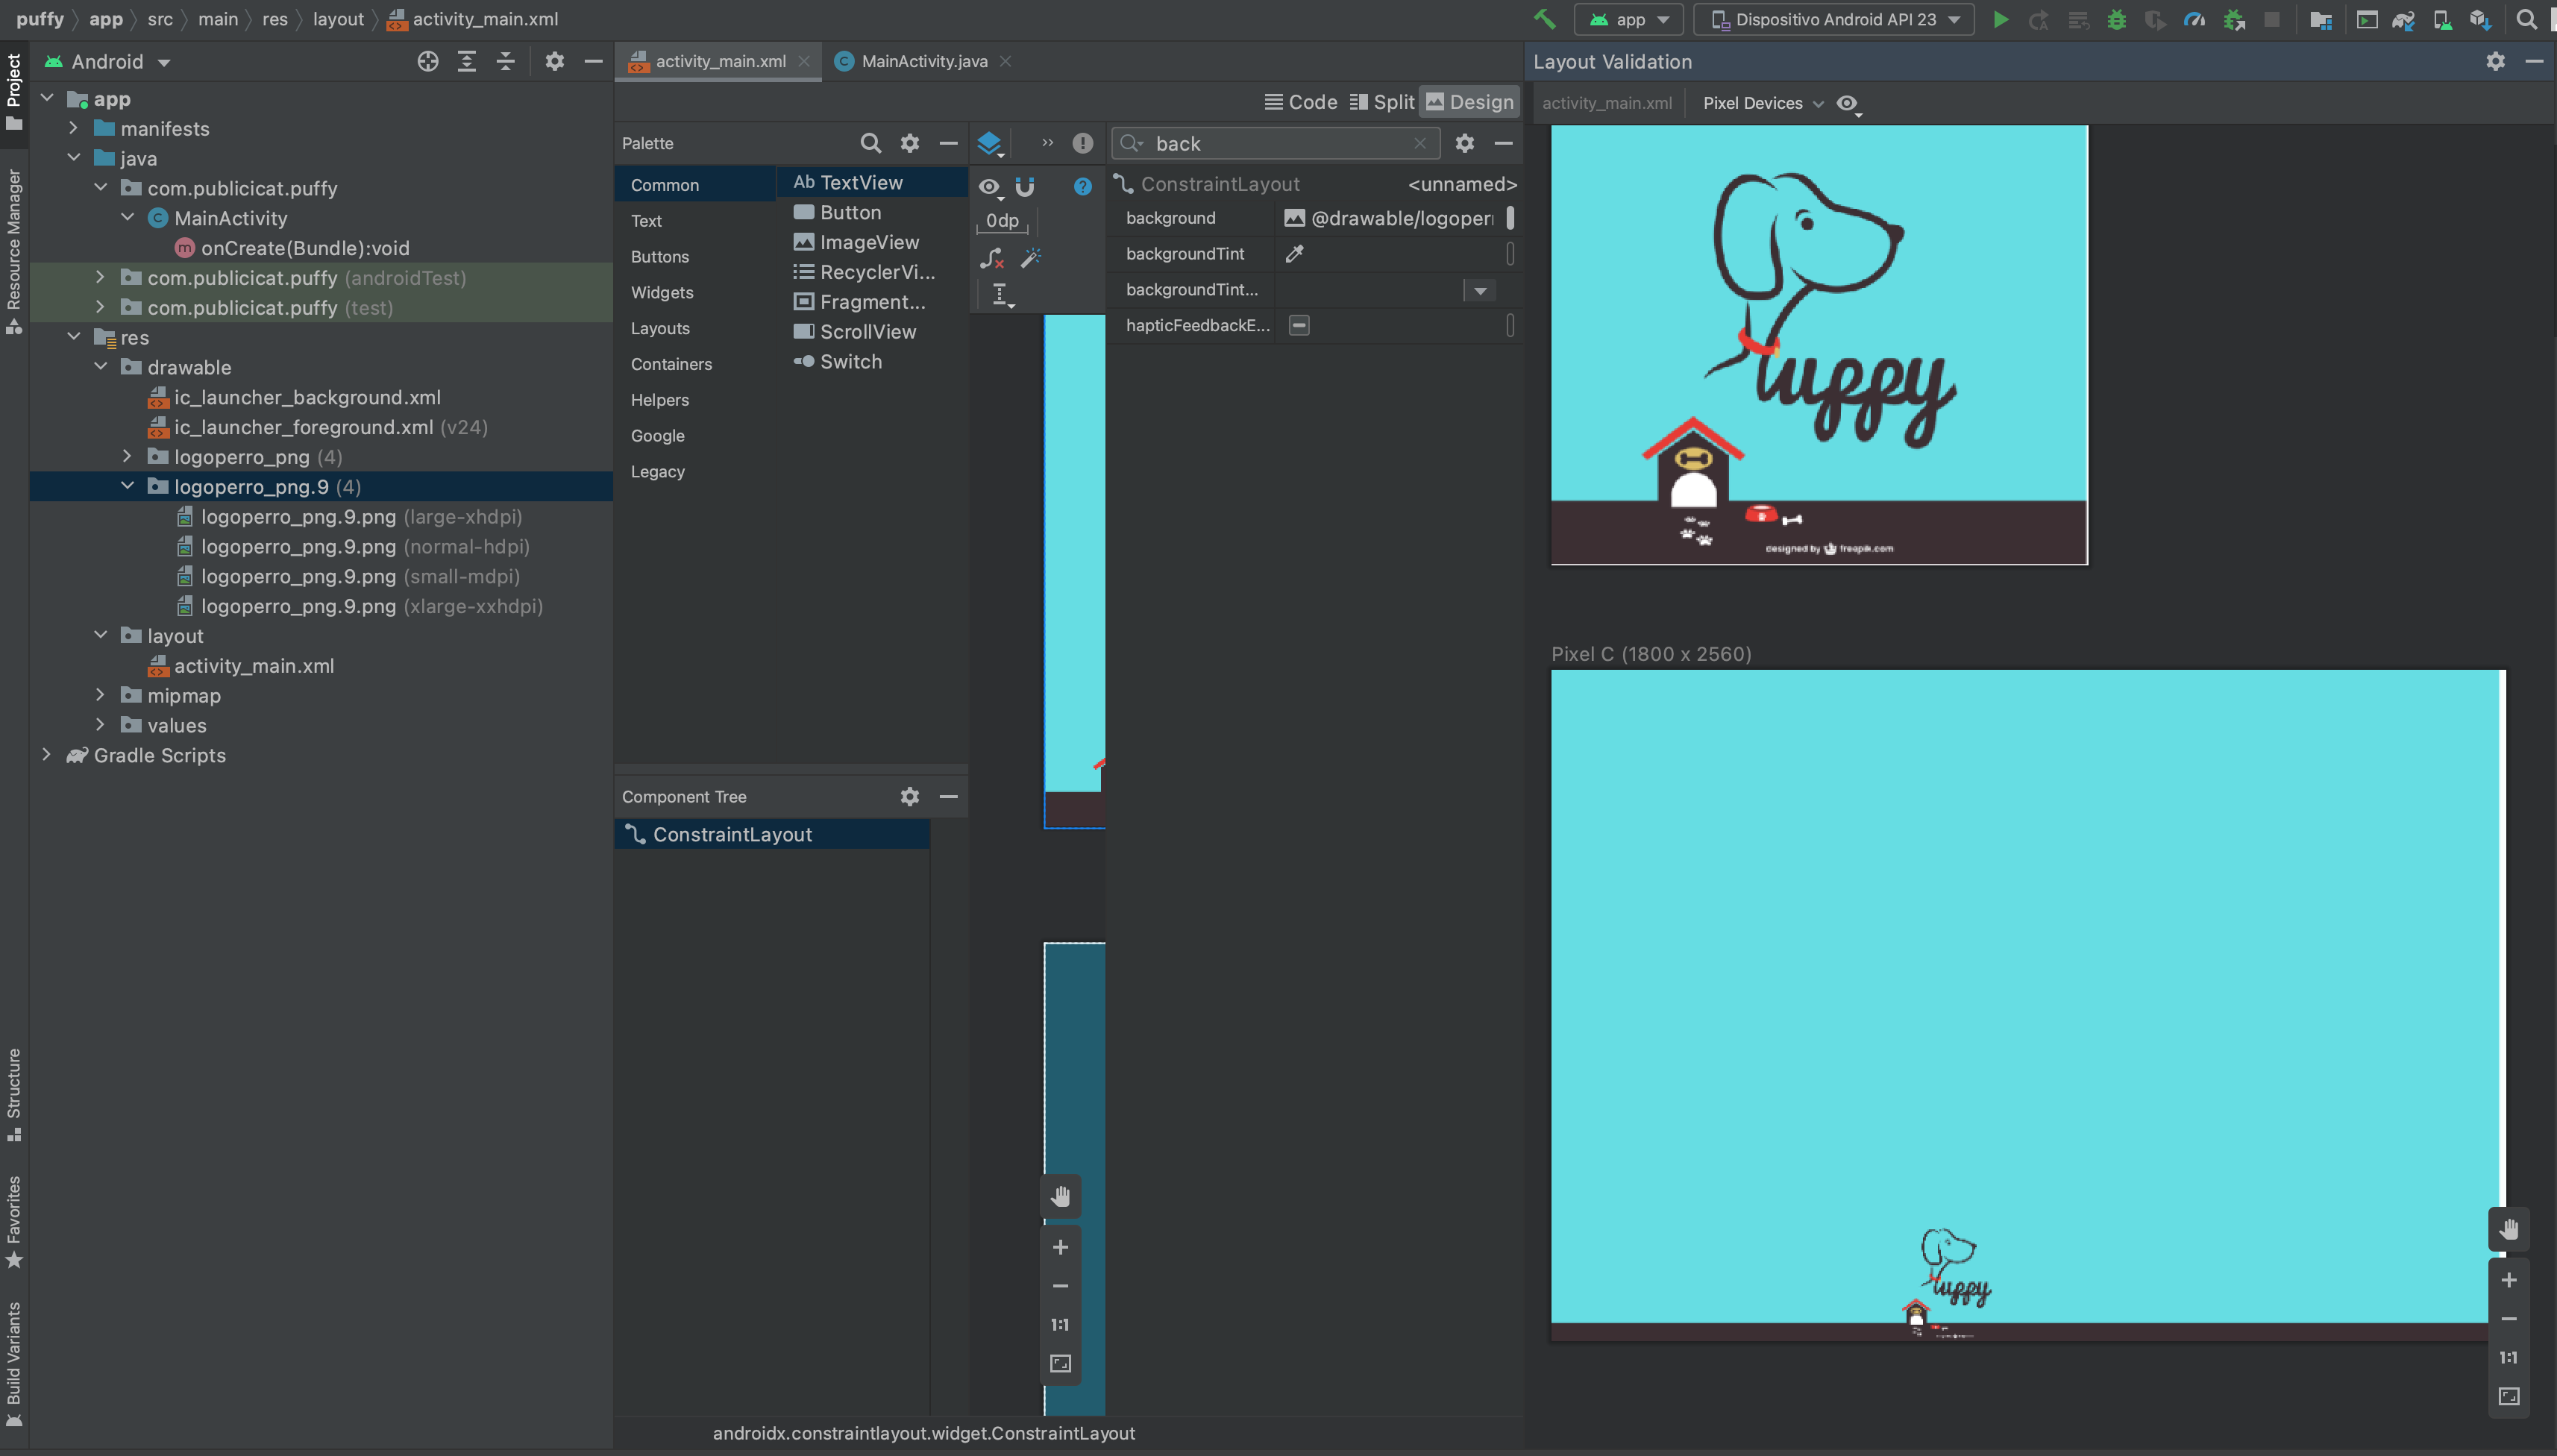 puffy app src main res layout activity_main.xml
app
Dispositivo Android API 23
Project
Resource Manager
Structure
Favorites
Build Variants
Android
app
manifests
java
com.publicicat.puffy
MainActivity
onCreate(Bundle):void
com.publicicat.puffy (androidTest)
com.publicicat.puffy (test)
res
drawable
ic_launcher_background.xml
ic_launcher_foreground.xml (v24)
logoperro_png (4)
logoperro_png.9 (4)
logoperro_png.9.png (large-xhdpi)
logoperro_png.9.png (normal-hdpi)
logoperro_png.9.png (small-mdpi)
logoperro_png.9.png (xlarge-xxhdpi)
layout
activity_main.xml
mipmap
values
Gradle Scripts
activity_main.xml
MainActivity.java
Code Split Design
Palette
Common
Text
Buttons
Widgets
Layouts
Containers
Helpers
Google
Legacy
Ab TextView
Button
ImageView
RecyclerVi...
Fragment...
ScrollView
Switch
0dp
Component Tree
ConstraintLayout
1:1
androidx.constraintlayout.widget.ConstraintLayout
back
ConstraintLayout <unnamed>
background @drawable/logoperr
backgroundTint
backgroundTint...
hapticFeedbackE...
Layout Validation
activity_main.xml Pixel Devices
uppy
designed by freepik.com
Pixel C (1800 x 2560)
uppy
1:1